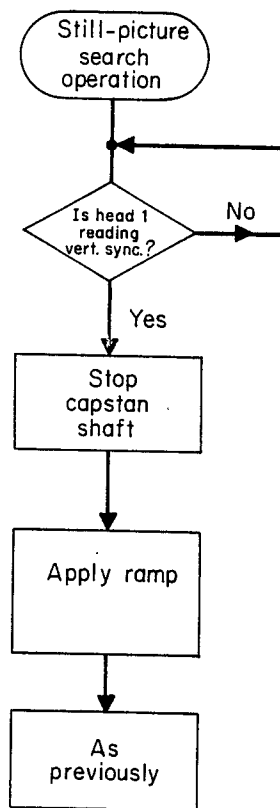 Still-picture
search
operation
Is head 1
reading
vert. sync.?
No
Yes
Stop
capstan
shaft
Apply ramp
As
previously